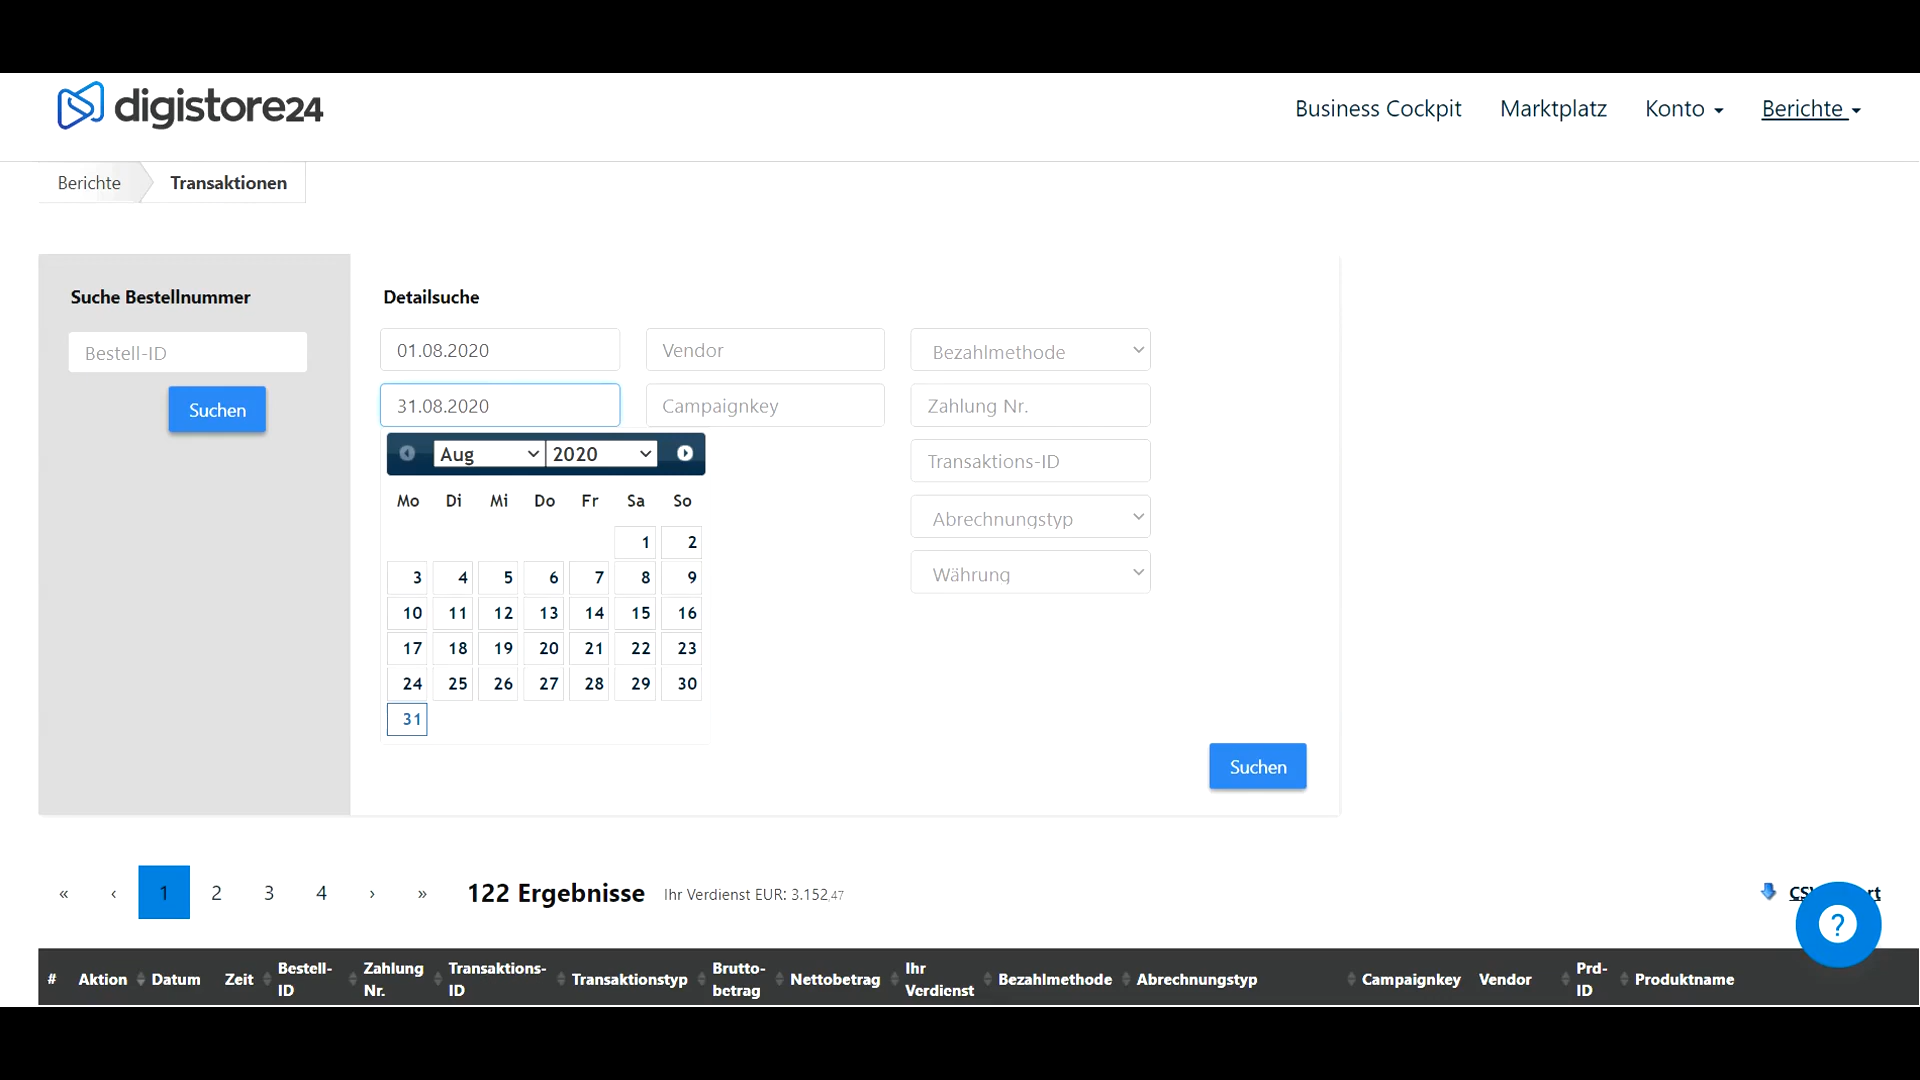 digistore24
Business Cockpit Marktplatz Konto Berichte
Berichte Transaktionen
Suche Bestellnummer
Bestell-ID
Suchen
Detailsuche
01.08.2020 Vendor Bezahlmethode
31.08.2020 Campaignkey Zahlung Nr.
Transaktions-ID
Abrechnungstyp
Währung
Aug 2020
Mo Di Mi Do Fr Sa So
1 2
3 4 5 6 7 8 9
10 11 12 13 14 15 16
17 18 19 20 21 22 23
24 25 26 27 28 29 30
31
Suchen
« ‹ 1 2 3 4 › » 122 Ergebnisse Ihr Verdienst EUR: 3.152,47
?
# Aktion Datum Zeit Bestell-ID Zahlung Nr. Transaktions-ID Transaktionstyp Brutto-betrag Nettobetrag Ihr Verdienst Bezahlmethode Abrechnungstyp Campaignkey Vendor Prd-ID Produktname